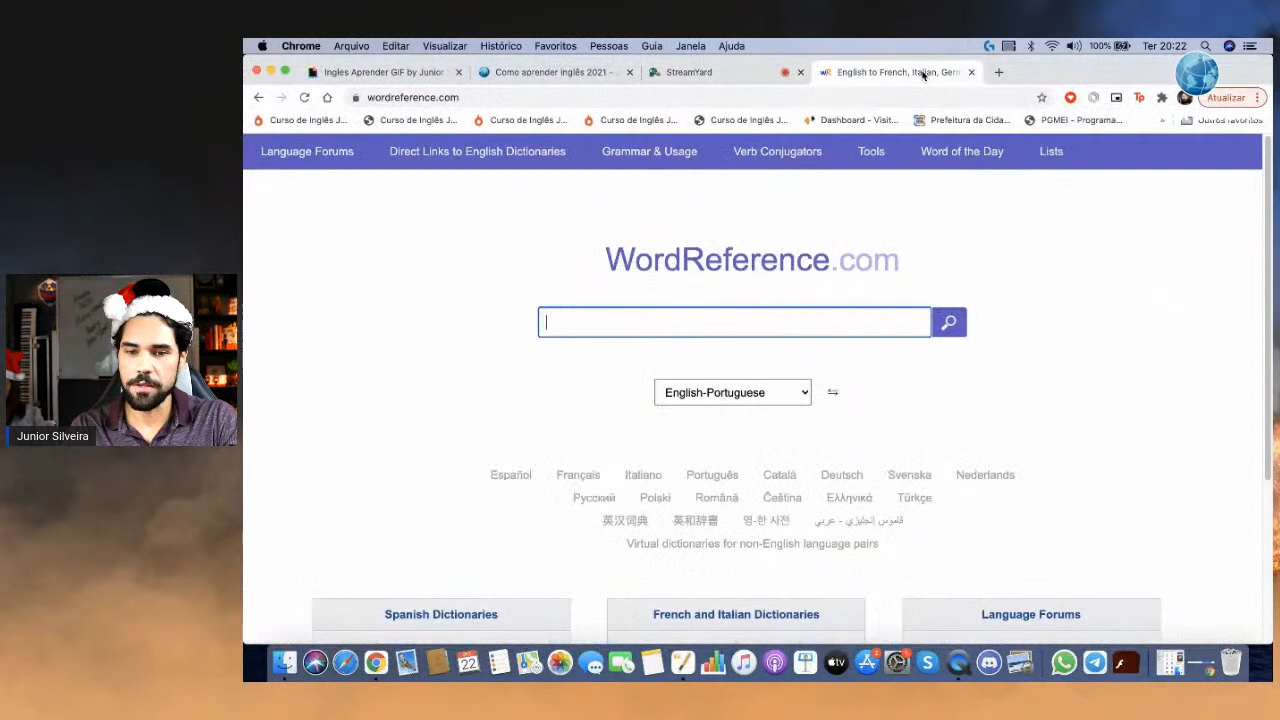 Chrome Arquivo Editar Visualizar Histórico Favoritos Pessoas Guia Janela Ajuda 100% Ter 20:22
Ingles Aprender GIF by Junior Como aprender inglês 2021 - StreamYard English to French, Italian, Germ
wordreference.com Atualizar
Curso de Inglês J... Curso de Inglês J... Curso de Inglês J... Curso de Inglês J... Curso de Inglês J... Dashboard - Visit... Prefeitura da Cida... PGMEI - Programa... » Outros favoritos
Language Forums Direct Links to English Dictionaries Grammar & Usage Verb Conjugators Tools Word of the Day Lists
WordReference.com
English-Portuguese
Español Français Italiano Português Català Deutsch Svenska Nederlands
Русский Polski Română Čeština Ελληνικά Türkçe
英汉词典 英和辞書 영-한 사전 قاموس إنجليزي - عربي
Virtual dictionaries for non-English language pairs
Spanish Dictionaries French and Italian Dictionaries Language Forums
Junior Silveira